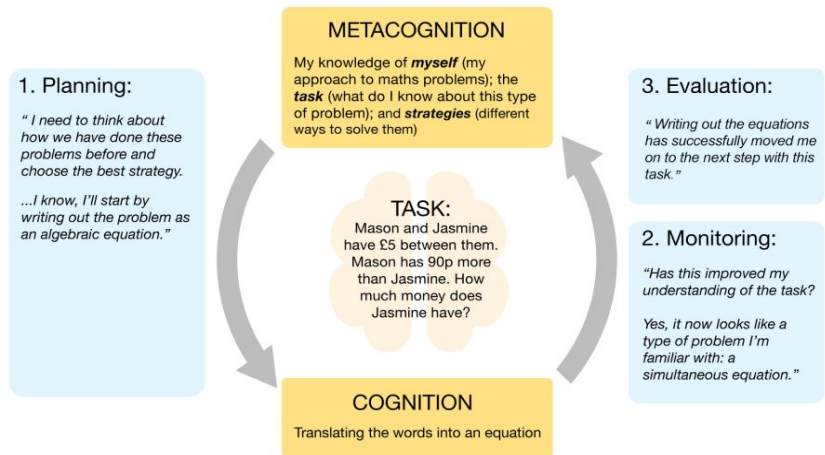 METACOGNITION
My knowledge of myself (my
approach to maths problems); the
task (what do I know about this type
of problem); and strategies (different
ways to solve them)
1. Planning:
“ I need to think about
how we have done these
problems before and
choose the best strategy.
...I know, I’ll start by
writing out the problem as
an algebraic equation.”
TASK:
Mason and Jasmine
have £5 between them.
Mason has 90p more
than Jasmine. How
much money does
Jasmine have?
COGNITION
Translating the words into an equation
3. Evaluation:
“ Writing out the equations
has successfully moved me
on to the next step with this
task.”
2. Monitoring:
“Has this improved my
understanding of the task?
Yes, it now looks like a
type of problem I’m
familiar with: a
simultaneous equation.”